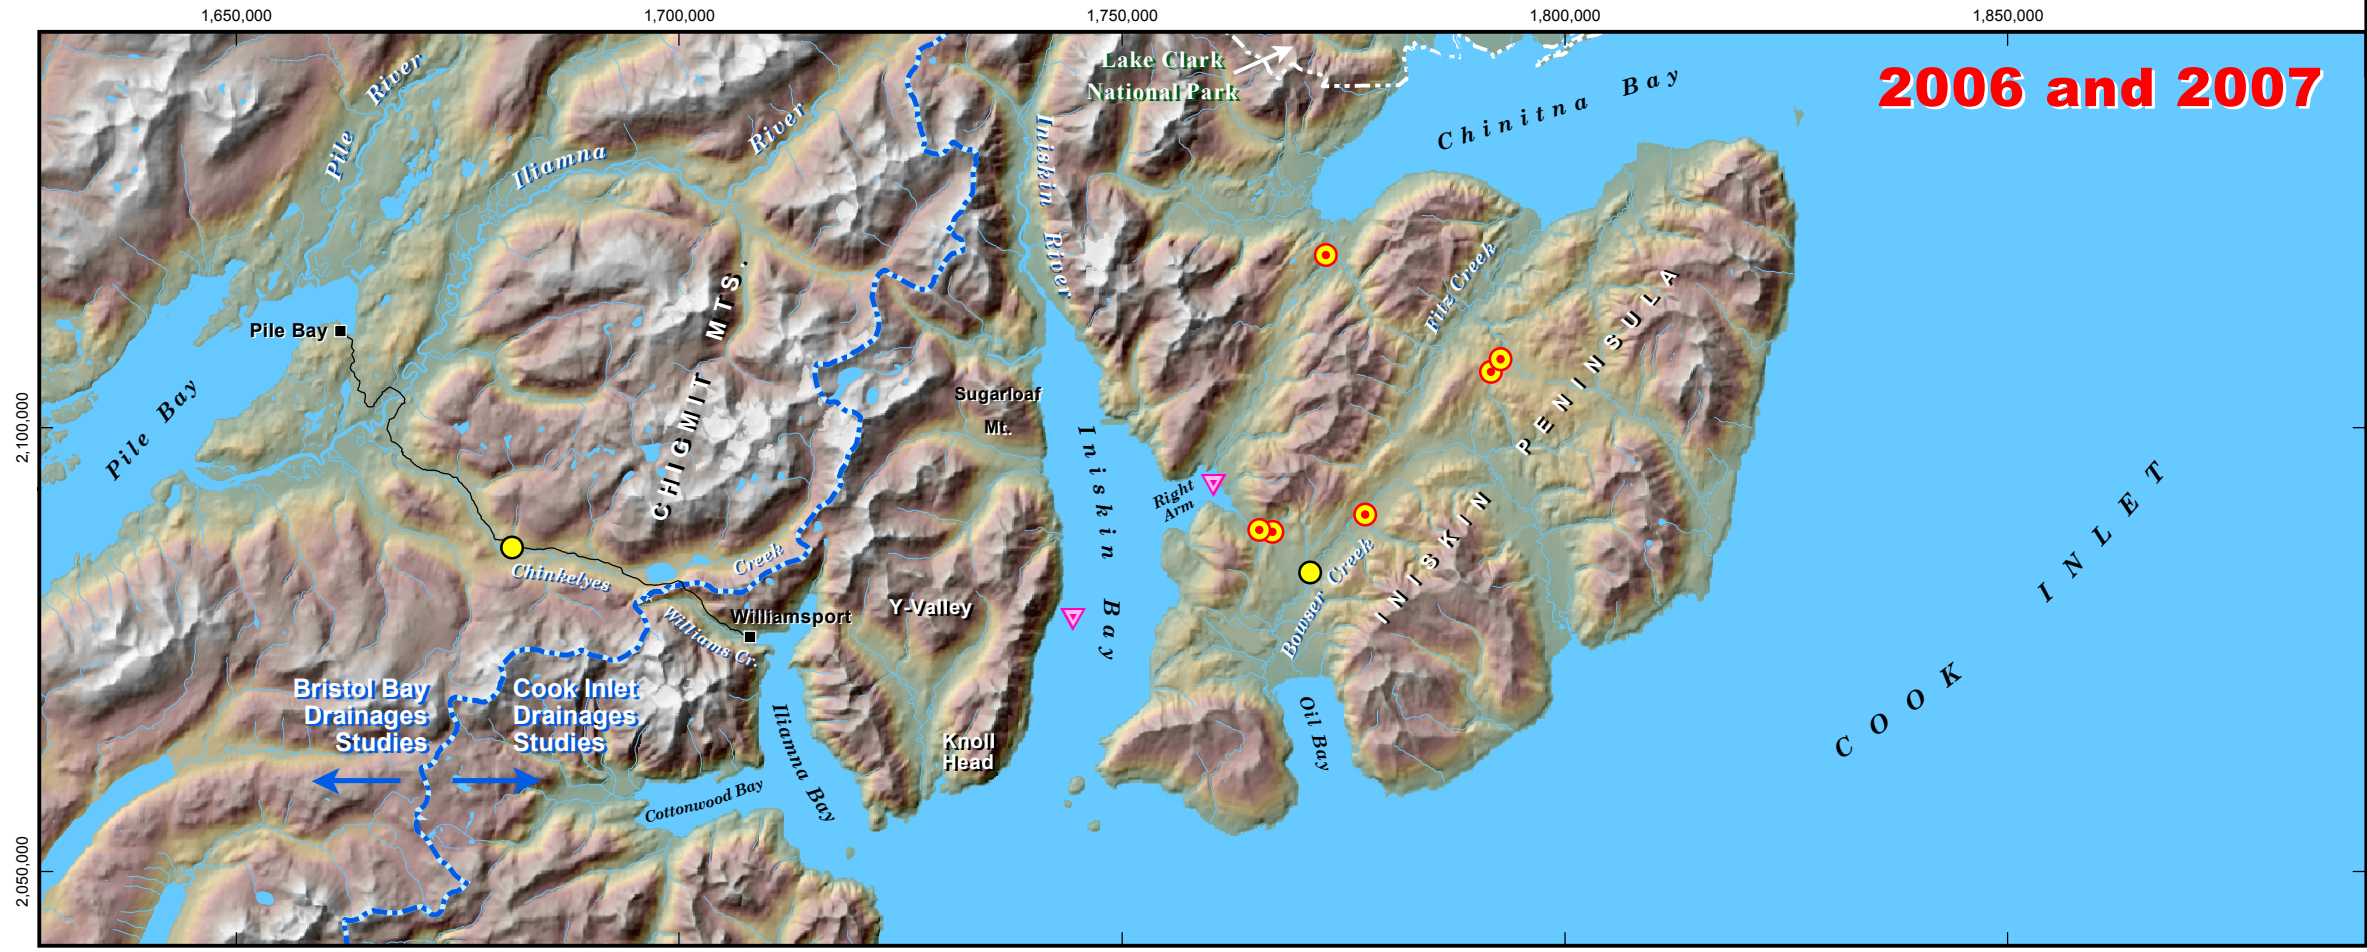 1,650,000
1,700,000
1,750,000
1,800,000
1,850,000
2006 and 2007
Lake Clark
National Park
Chinitna Bay
Pile River
Iliamna River
Iniskin River
Fitz Creek
Pile Bay
Pile Bay
CHIGMIT MTS.
Sugarloaf
Mt.
2,100,000
Iniskin Bay
Right
Arm
INISKIN PENINSULA
COOK INLET
Chinkelyes Creek
Williams Cr.
Williamsport
Y-Valley
Bowser Creek
Bristol Bay
Drainages
Studies
Cook Inlet
Drainages
Studies
Knoll
Head
Oil Bay
Iliamna Bay
Cottonwood Bay
2,050,000